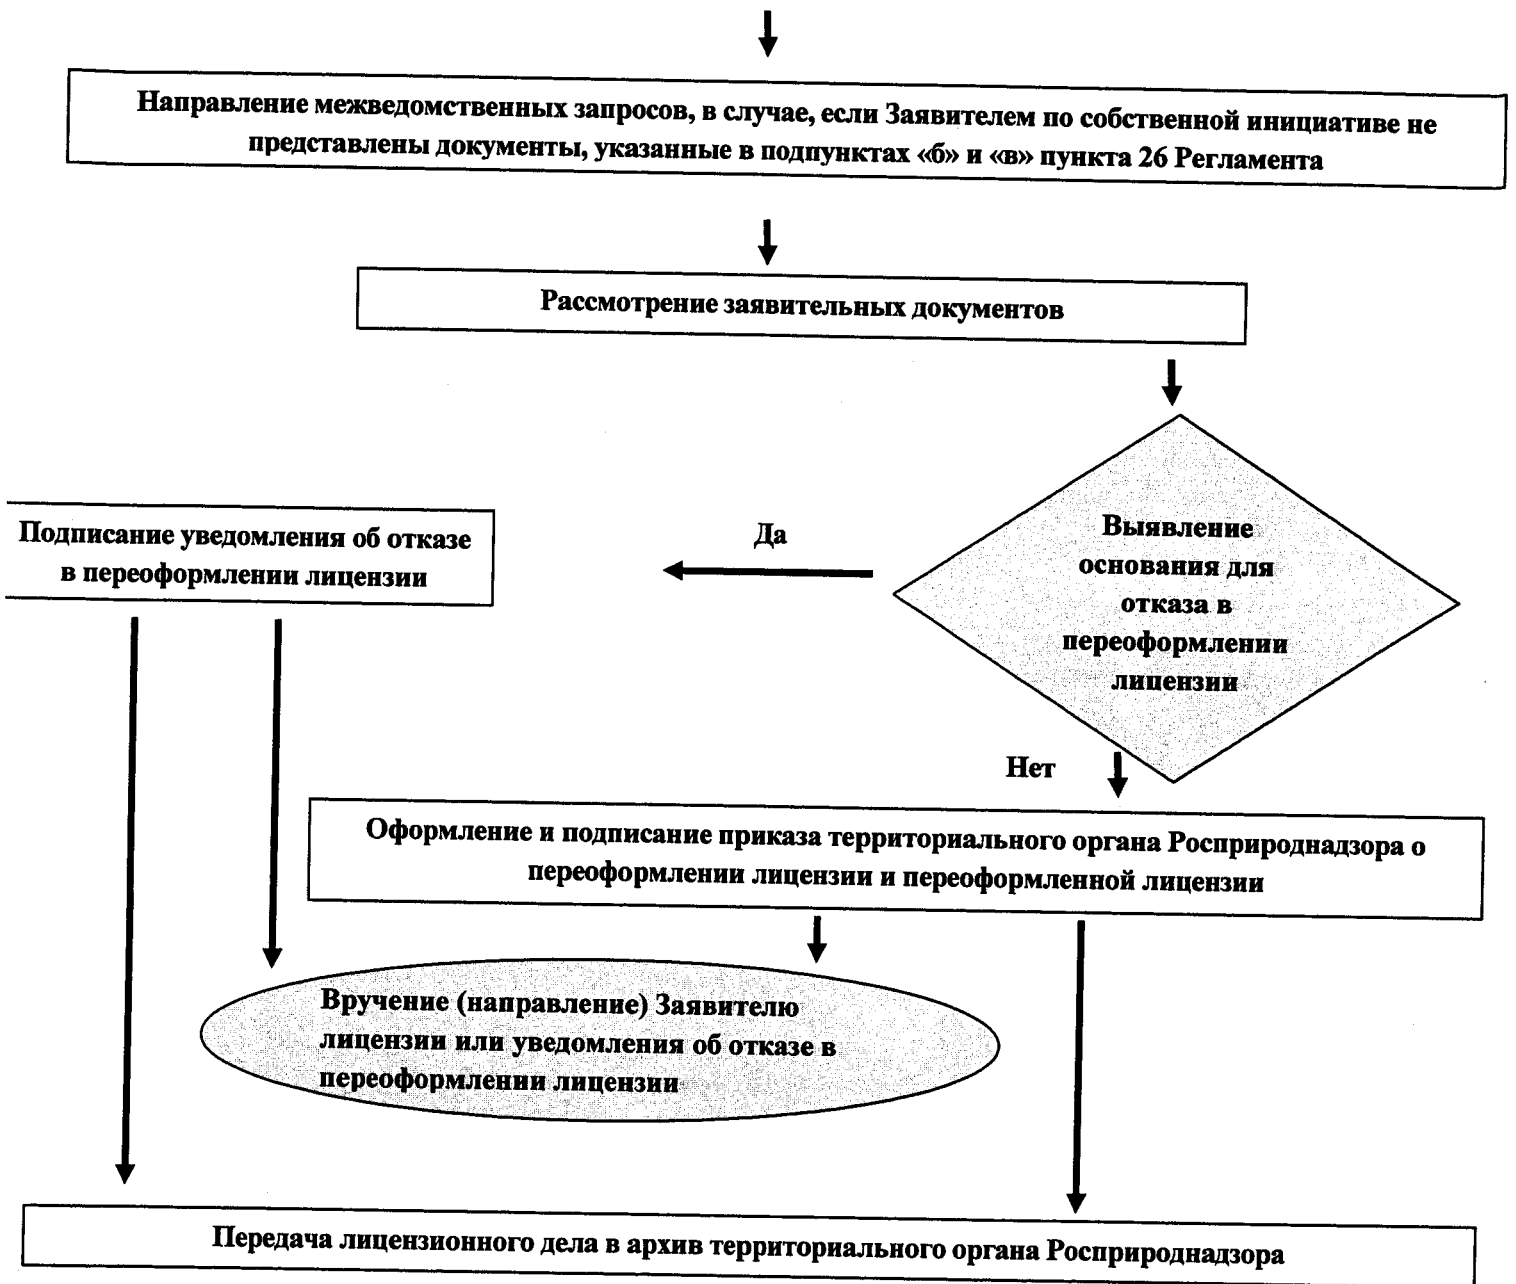 Направление межведомственных запросов, в случае, если Заявителем по собственной инициативе не
представлены документы, указанные в подпунктах «б» и «в» пункта 26 Регламента
Рассмотрение заявительных документов
Выявление
основания для
отказа в
переоформлении
лицензии
Да
Подписание уведомления об отказе
в переоформлении лицензии
Нет
Оформление и подписание приказа территориального органа Росприроднадзора о
переоформлении лицензии и переоформленной лицензии
Вручение (направление) Заявителю
лицензии или уведомления об отказе в
переоформлении лицензии
Передача лицензионного дела в архив территориального органа Росприроднадзора